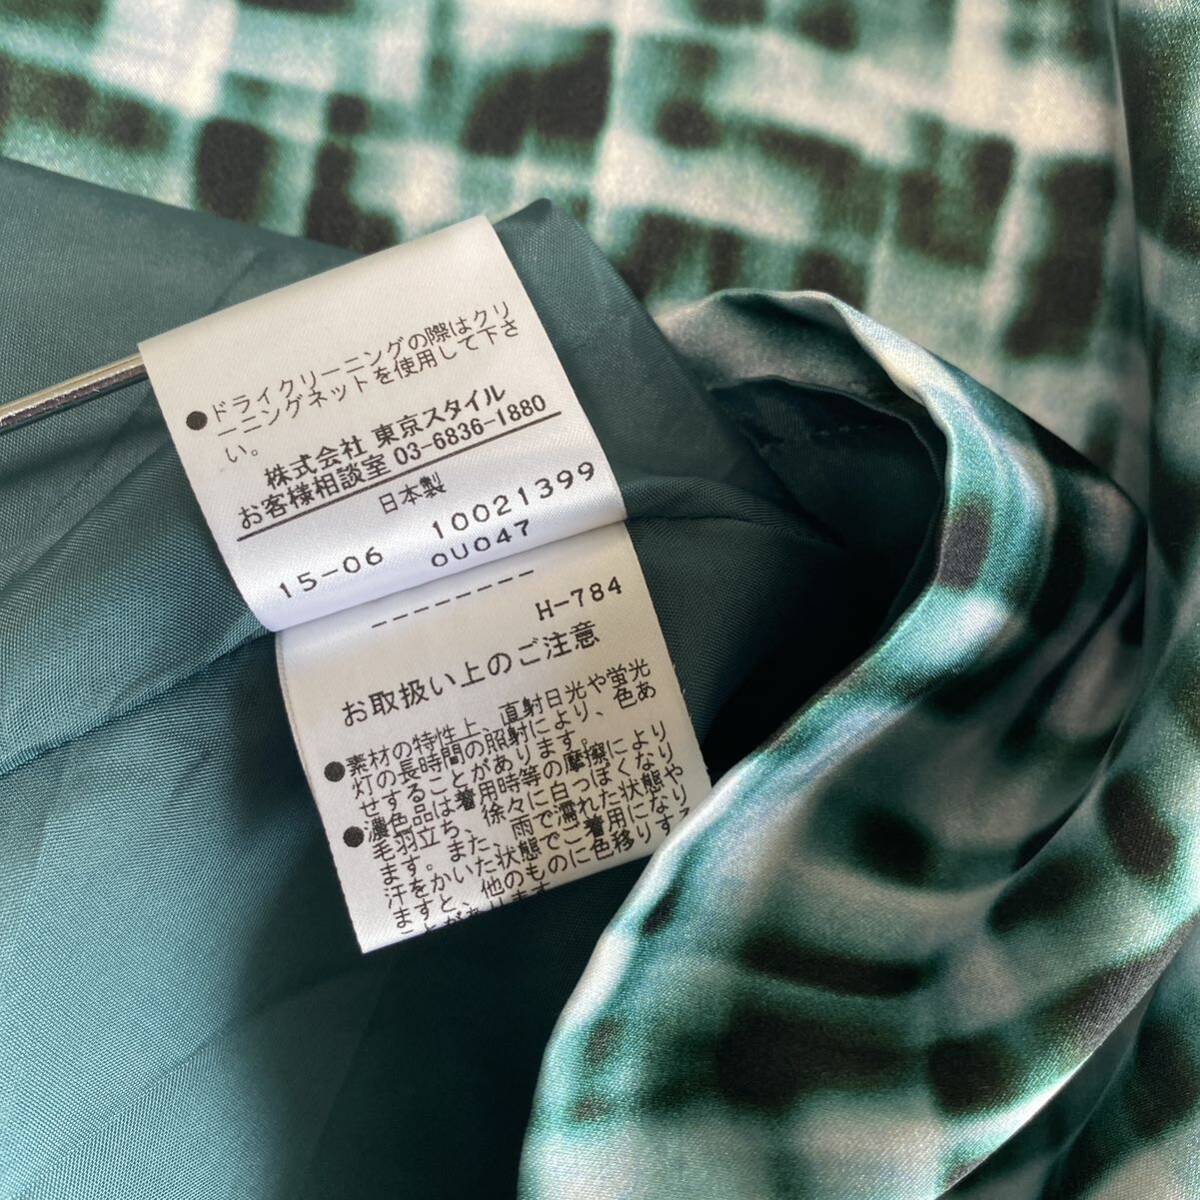 ●ドライクリーニングの際はクリ
ーニングネットを使用して下さ
い。
株式会社 東京スタイル
お客様相談室 03-6836-1880
日本製
15-06 10021399
0U047
-------
H-784
お取扱い上のご注意
●素材の特性上、直射日光や蛍光
灯の長時間の照射により、色あ
せすることがあります。
●濃色品は着用時等の摩擦により
毛羽立ち、徐々に白っぽくなり
ます。また、雨で濡れた状態や
汗をかいた状態でご着用になり
ますと、他のものに色移りする
ことがあります